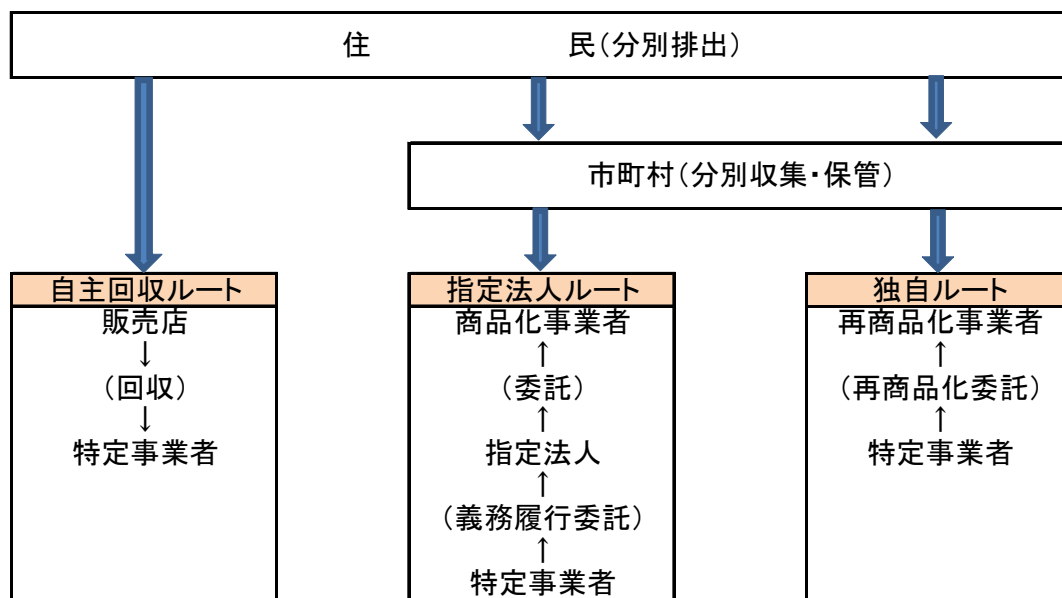 住　　　　民（分別排出）
市町村（分別収集・保管）
自主回収ルート
販売店
↓
（回収）
↓
特定事業者
指定法人ルート
商品化事業者
↑
（委託）
↑
指定法人
↑
（義務履行委託）
↑
特定事業者
独自ルート
再商品化事業者
↑
（再商品化委託）
↑
特定事業者